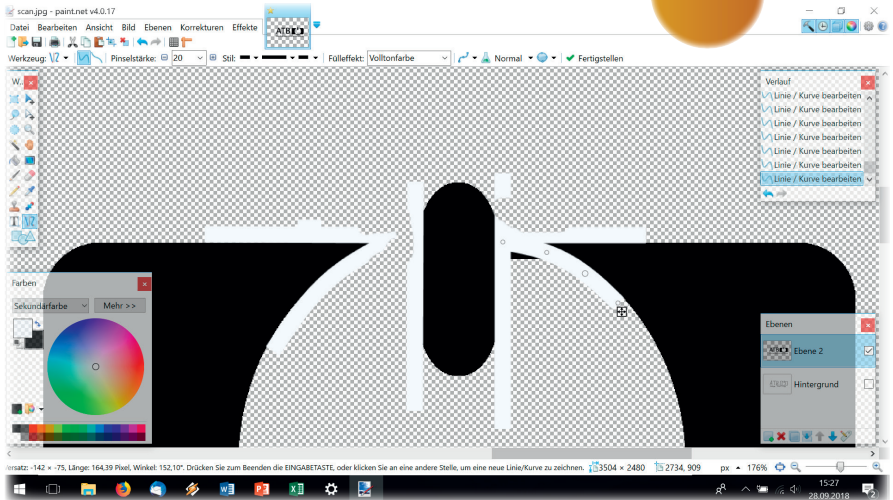 scan.jpg - paint.net v4.0.17
Datei Bearbeiten Ansicht Bild Ebenen Korrekturen Effekte
Werkzeug: Pinselstärke: 20 Stil: Fülleffekt: Volltonfarbe Normal Fertigstellen
W...
Verlauf
Linie / Kurve bearbeiten
Linie / Kurve bearbeiten
Linie / Kurve bearbeiten
Linie / Kurve bearbeiten
Linie / Kurve bearbeiten
Linie / Kurve bearbeiten
Linie / Kurve bearbeiten
Farben
Sekundärfarbe Mehr >>
Ebenen
Ebene 2
Hintergrund
-142 × -75, Länge: 164,39 Pixel, Winkel: 152,10°. Drücken Sie zum Beenden die EINGABETASTE, oder klicken Sie an eine andere Stelle, um eine neue Linie/Kurve zu zeichnen. 3504 × 2480 2734, 909 px 176%
15:27
28.09.2018